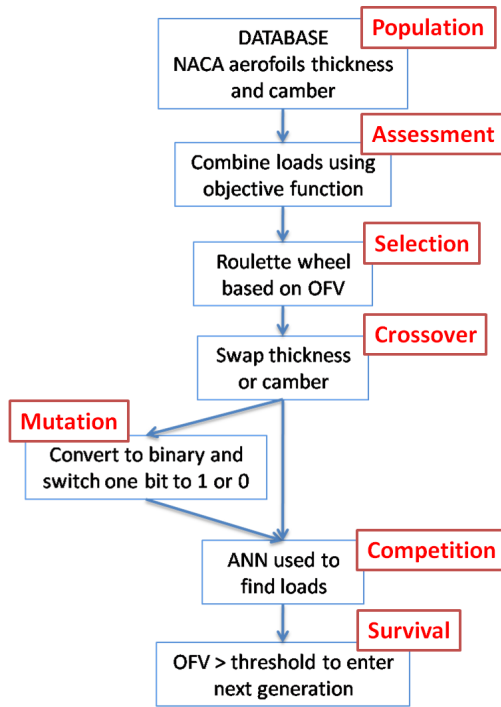 Population
DATABASE
NACA aerofoils thickness
and camber
Assessment
Combine loads using
objective function
Selection
Roulette wheel
based on OFV
Crossover
Swap thickness
or camber
Mutation
Convert to binary and
switch one bit to 1 or 0
Competition
ANN used to
find loads
Survival
OFV > threshold to enter
next generation